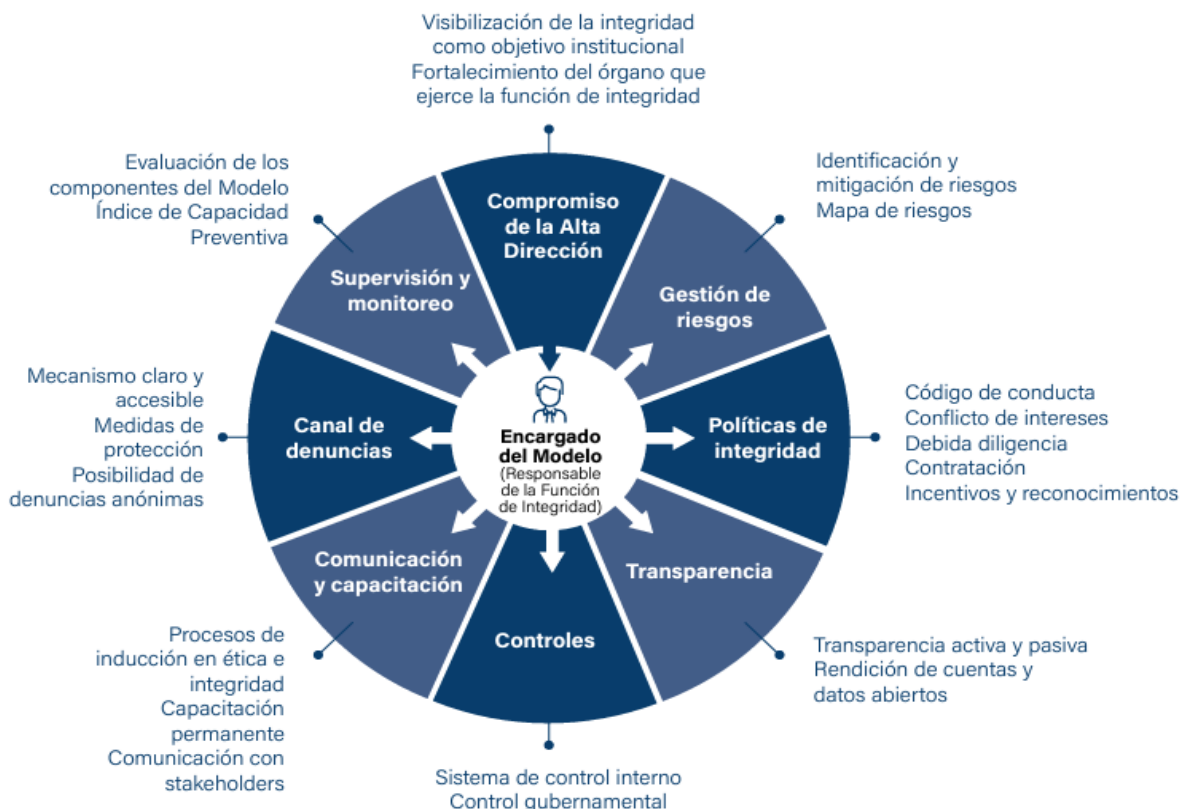 Visibilización de la integridad
como objetivo institucional
Fortalecimiento del órgano que
ejerce la función de integridad
Compromiso
de la Alta
Dirección
Identificación y
mitigación de riesgos
Mapa de riesgos
Gestión de
riesgos
Código de conducta
Conflicto de intereses
Debida diligencia
Contratación
Incentivos y reconocimientos
Políticas de
integridad
Transparencia activa y pasiva
Rendición de cuentas y
datos abiertos
Transparencia
Sistema de control interno
Control gubernamental
Controles
Procesos de
inducción en ética e
integridad
Capacitación
permanente
Comunicación con
stakeholders
Comunicación
y capacitación
Mecanismo claro y
accesible
Medidas de
protección
Posibilidad de
denuncias anónimas
Canal de
denuncias
Evaluación de los
componentes del Modelo
Índice de Capacidad
Preventiva
Supervisión y
monitoreo
Encargado
del Modelo
(Responsable
de la Función
de Integridad)